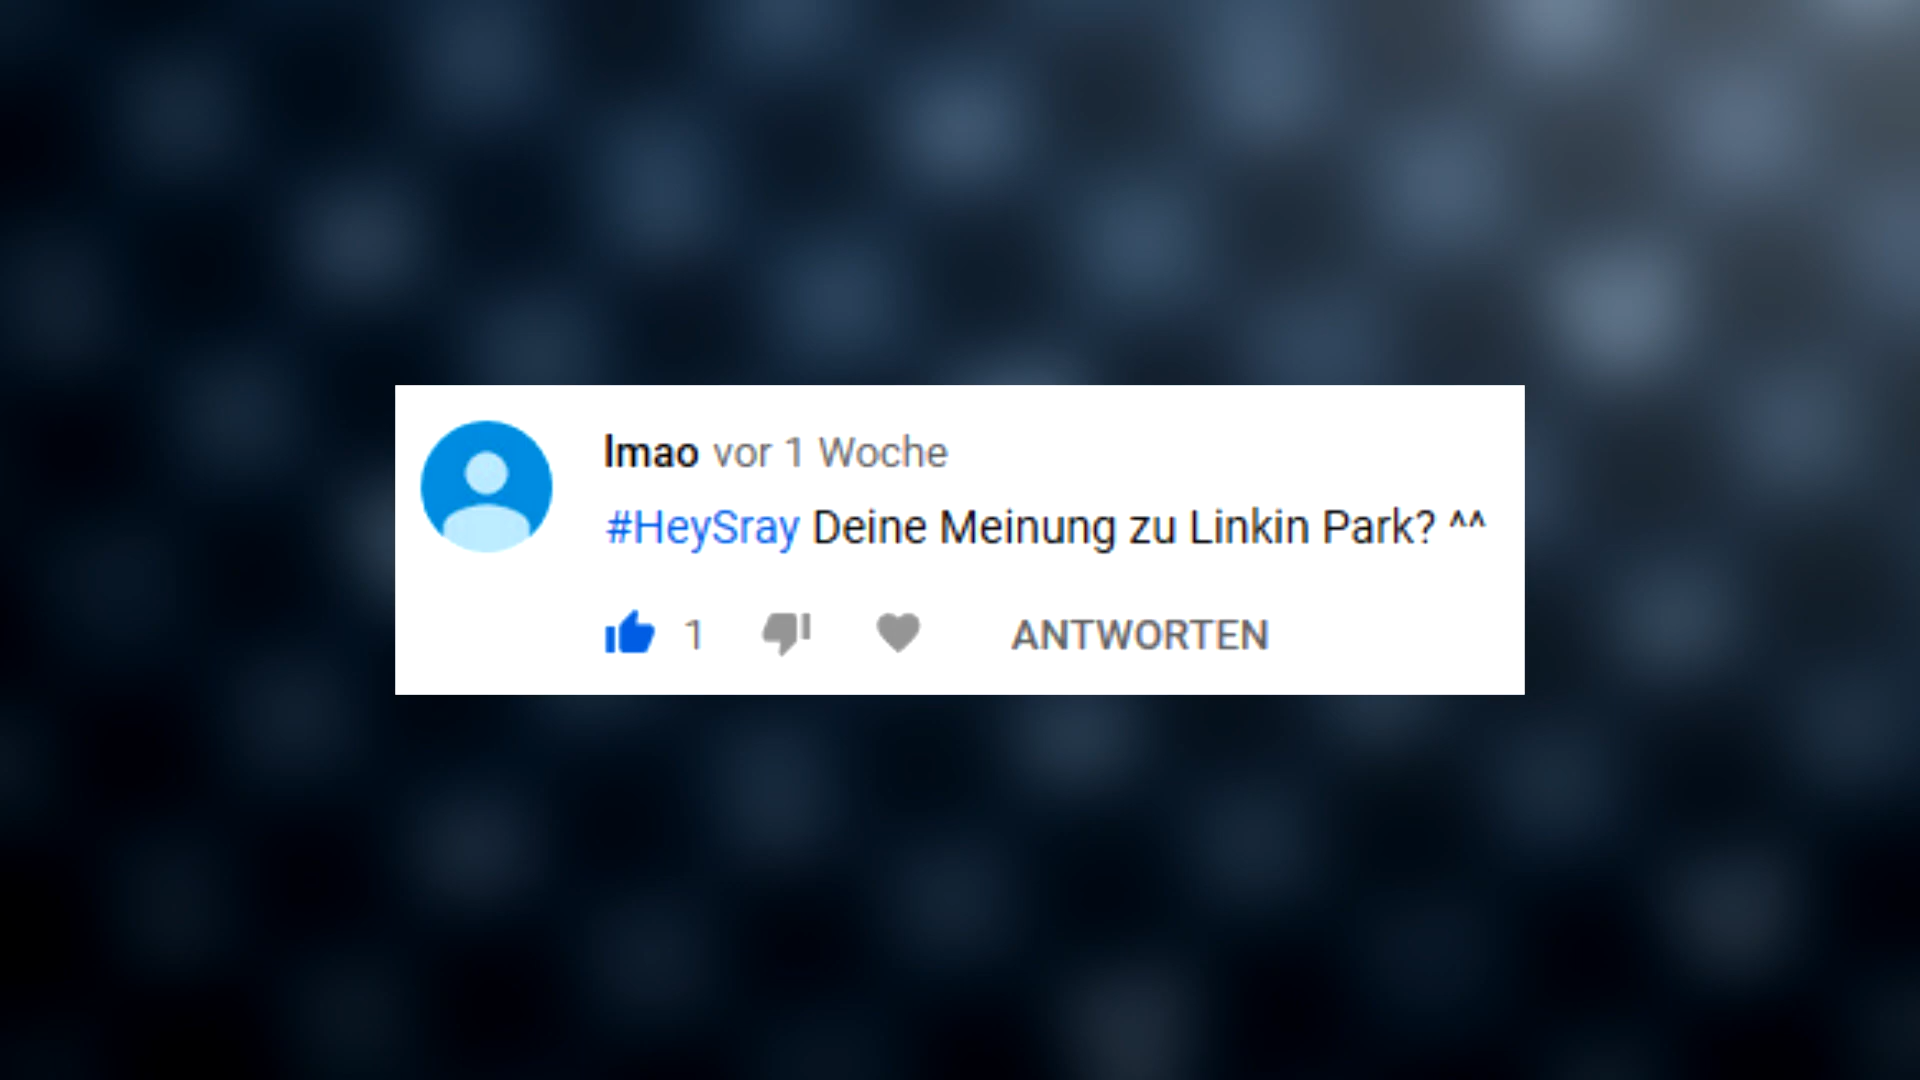 lmao vor 1 Woche
#HeySray Deine Meinung zu Linkin Park? ^^
1 ANTWORTEN